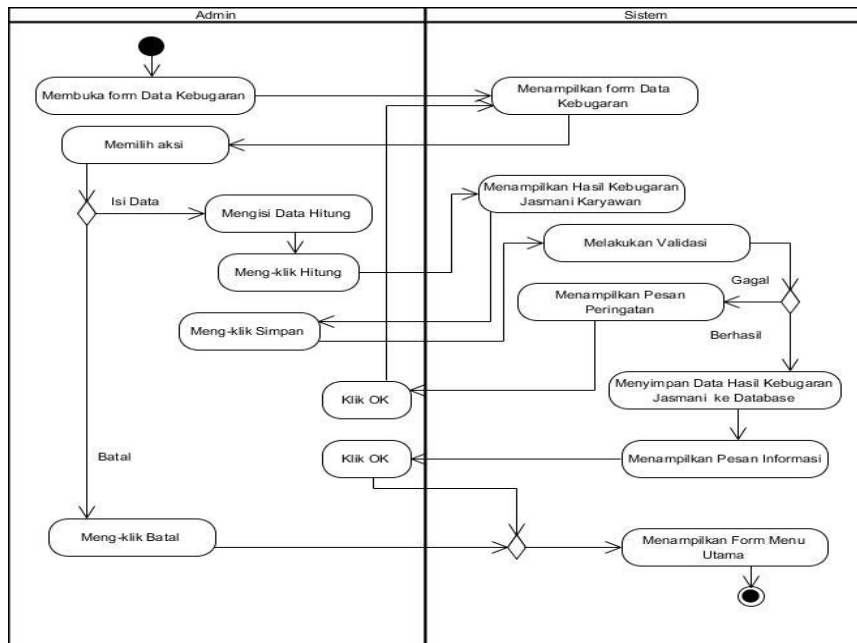 Admin
Sistem
Membuka form Data Kebugaran
Menampilkan form Data
Kebugaran
Memilih aksi
Isi Data
Mengisi Data Hitung
Menampilkan Hasil Kebugaran
Jasmani Karyawan
Melakukan Validasi
Meng-klik Hitung
Gagal
Menampilkan Pesan
Peringatan
Meng-klik Simpan
Berhasil
Klik OK
Menyimpan Data Hasil Kebugaran
Jasmani ke Database
Batal
Klik OK
Menampilkan Pesan Informasi
Meng-klik Batal
Menampilkan Form Menu
Utama